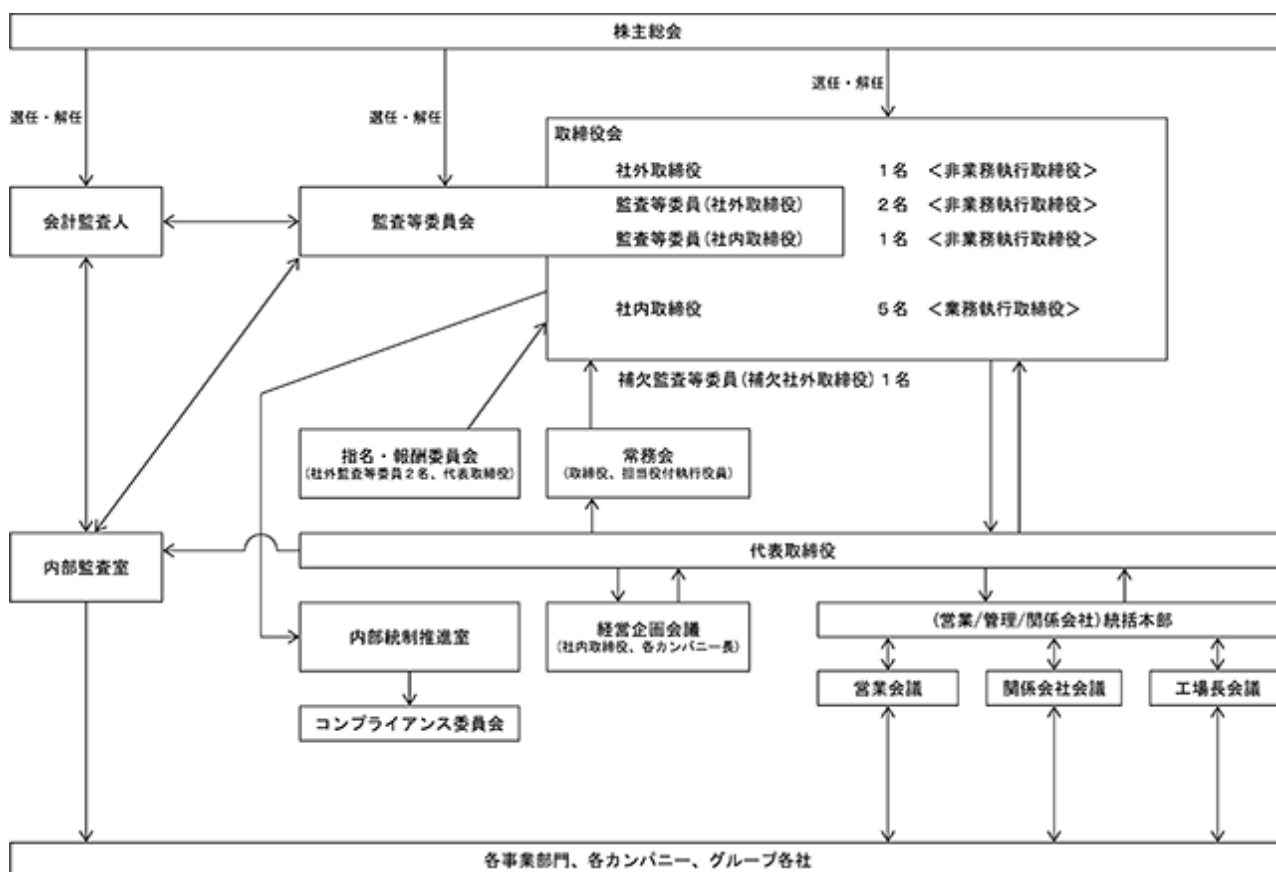 株主総会
選任・解任
選任・解任
選任・解任
取締役会
社外取締役 1名 <非業務執行取締役>
監査等委員(社外取締役) 2名 <非業務執行取締役>
監査等委員(社内取締役) 1名 <非業務執行取締役>
社内取締役 5名 <業務執行取締役>
会計監査人
監査等委員会
補欠監査等委員(補欠社外取締役)1名
指名・報酬委員会
(社外監査等委員2名、代表取締役)
常務会
(取締役、担当役付執行役員)
代表取締役
内部監査室
内部統制推進室
経営企画会議
(社内取締役、各カンパニー長)
(営業/管理/関係会社)統括本部
営業会議
関係会社会議
工場長会議
コンプライアンス委員会
各事業部門、各カンパニー、グループ各社